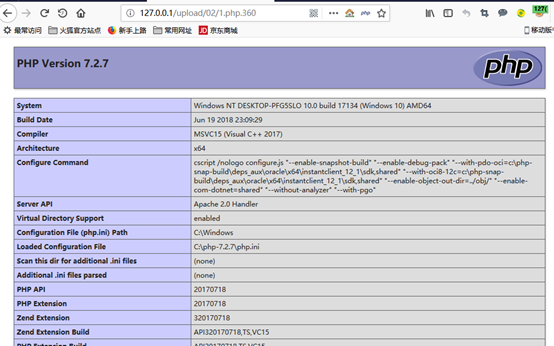 127.0.0.1/upload/02/1.php.360
php
127
最常访问 火狐官方站点 新手上路 常用网址 JD 京东商城 移动版书
PHP Version 7.2.7
php
System Windows NT DESKTOP-PFG5SLO 10.0 build 17134 (Windows 10) AMD64
Build Date Jun 19 2018 23:09:29
Compiler MSVC15 (Visual C++ 2017)
Architecture x64
Configure Command cscript /nologo configure.js "--enable-snapshot-build" "--enable-debug-pack" "--with-pdo-oci=c:\php-
snap-build\deps_aux\oracle\x64\instantclient_12_1\sdk,shared" "--with-oci8-12c=c:\php-snap-
build\deps_aux\oracle\x64\instantclient_12_1\sdk,shared" "--enable-object-out-dir=../obj/" "--enable-
com-dotnet=shared" "--without-analyzer" "--with-pgo"
Server API Apache 2.0 Handler
Virtual Directory Support enabled
Configuration File (php.ini) Path C:\Windows
Loaded Configuration File C:\php-7.2.7\php.ini
Scan this dir for additional .ini files (none)
Additional .ini files parsed (none)
PHP API 20170718
PHP Extension 20170718
Zend Extension 320170718
Zend Extension Build API320170718,TS,VC15
PHP Extension Build API20170718,TS,VC15